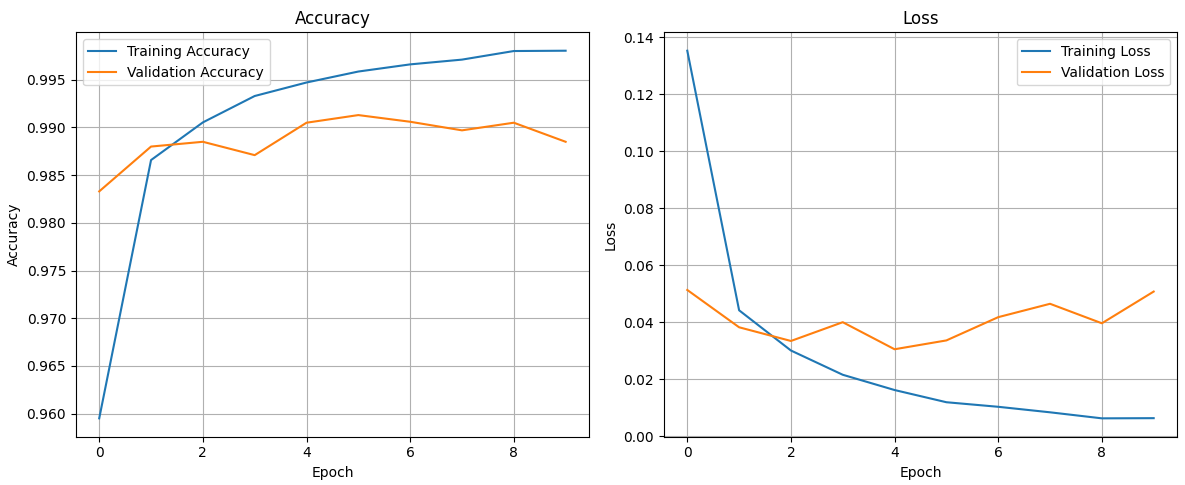 Accuracy
Training Accuracy
Validation Accuracy
0.995
0.990
0.985
0.980
0.975
0.970
0.965
0.960
Accuracy
0
2
4
6
8
Epoch
Loss
Training Loss
Validation Loss
0.14
0.12
0.10
0.08
0.06
0.04
0.02
0.00
Loss
0
2
4
6
8
Epoch